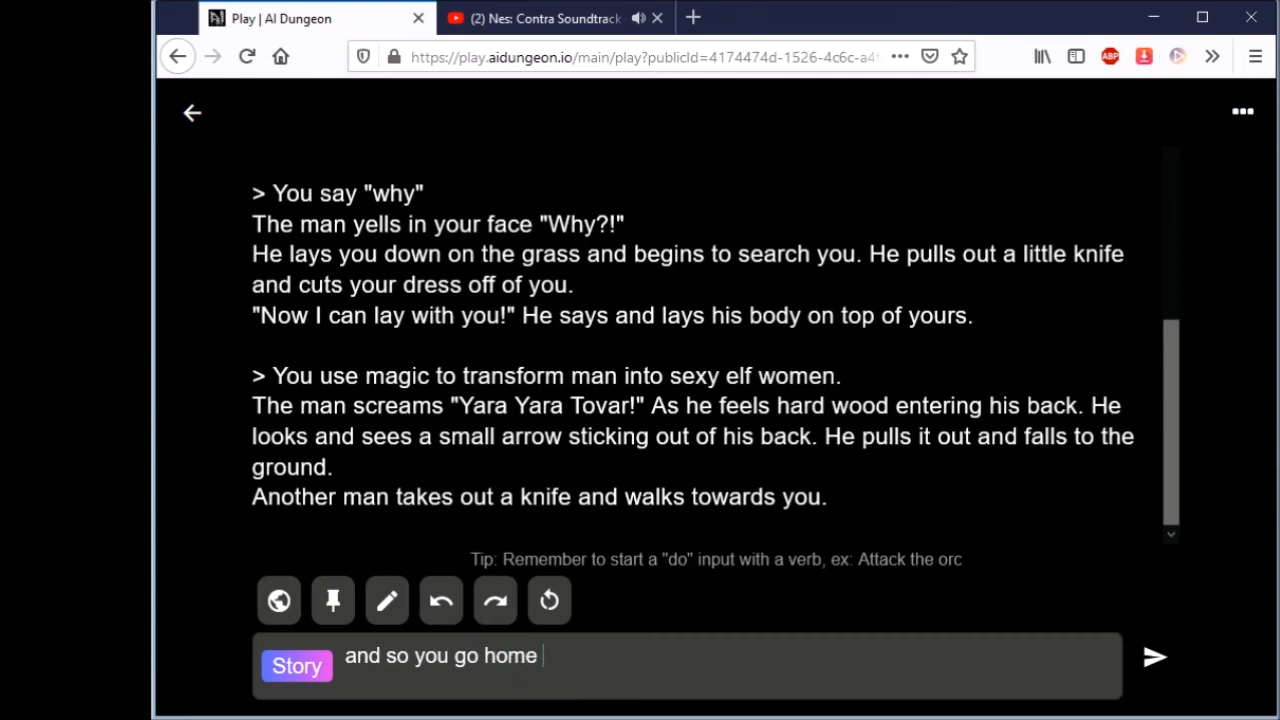 Play | AI Dungeon
(2) Nes: Contra Soundtrack
https://play.aidungeon.io/main/play?publicId=4174474d-1526-4c6c-a4f
ABP
> You say "why"
The man yells in your face "Why?!"
He lays you down on the grass and begins to search you. He pulls out a little knife
and cuts your dress off of you.
"Now I can lay with you!" He says and lays his body on top of yours.
> You use magic to transform man into sexy elf women.
The man screams "Yara Yara Tovar!" As he feels hard wood entering his back. He
looks and sees a small arrow sticking out of his back. He pulls it out and falls to the
ground.
Another man takes out a knife and walks towards you.
Tip: Remember to start a "do" input with a verb, ex: Attack the orc
Story and so you go home